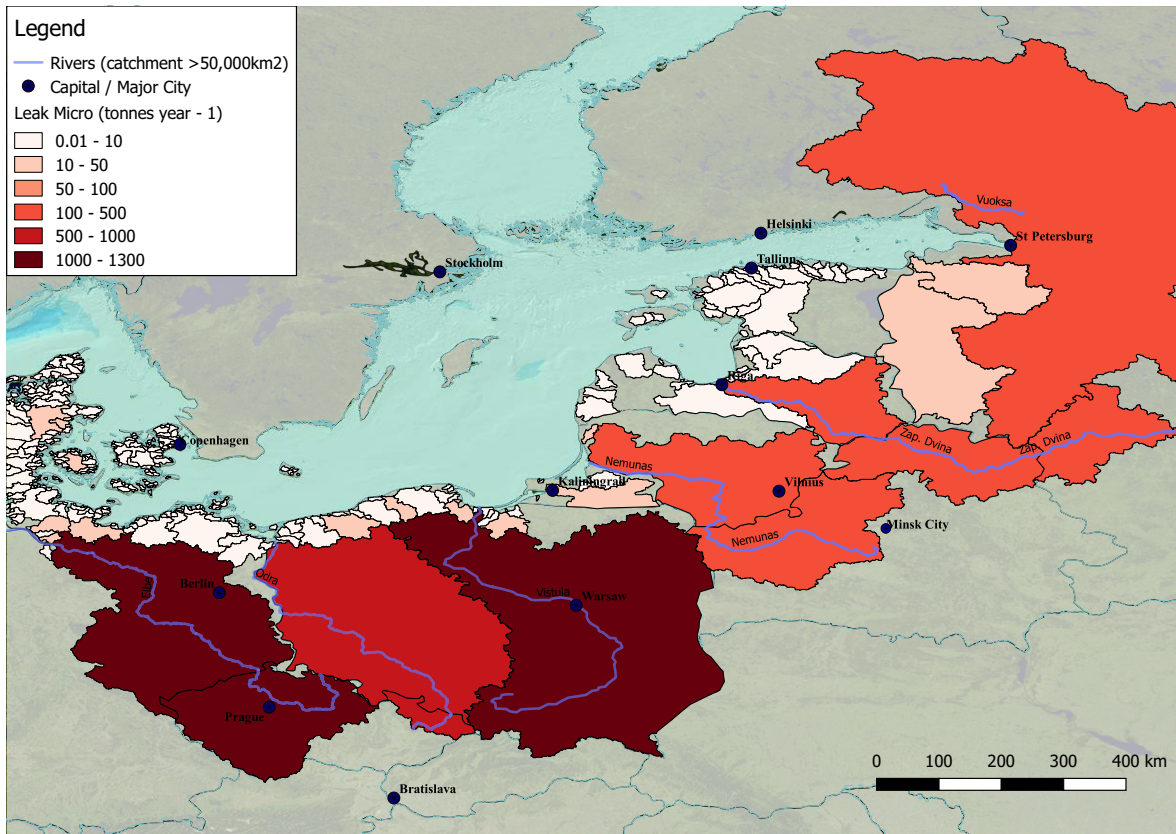 Legend
Rivers (catchment >50,000km2)
Capital / Major City
Leak Micro (tonnes year - 1)
0.01 - 10
10 - 50
50 - 100
100 - 500
500 - 1000
1000 - 1300
Vuoksa
Helsinki
St Petersburg
Tallinn
Stockholm
Riga
Copenhagen
Zap. Dvina
Zap. Dvina
Nemunas
Kaliningrad
Vilnius
Minsk City
Nemunas
Odra
Elbe
Berlin
Vistula
Warsaw
Prague
Bratislava
0 100 200 300 400 km